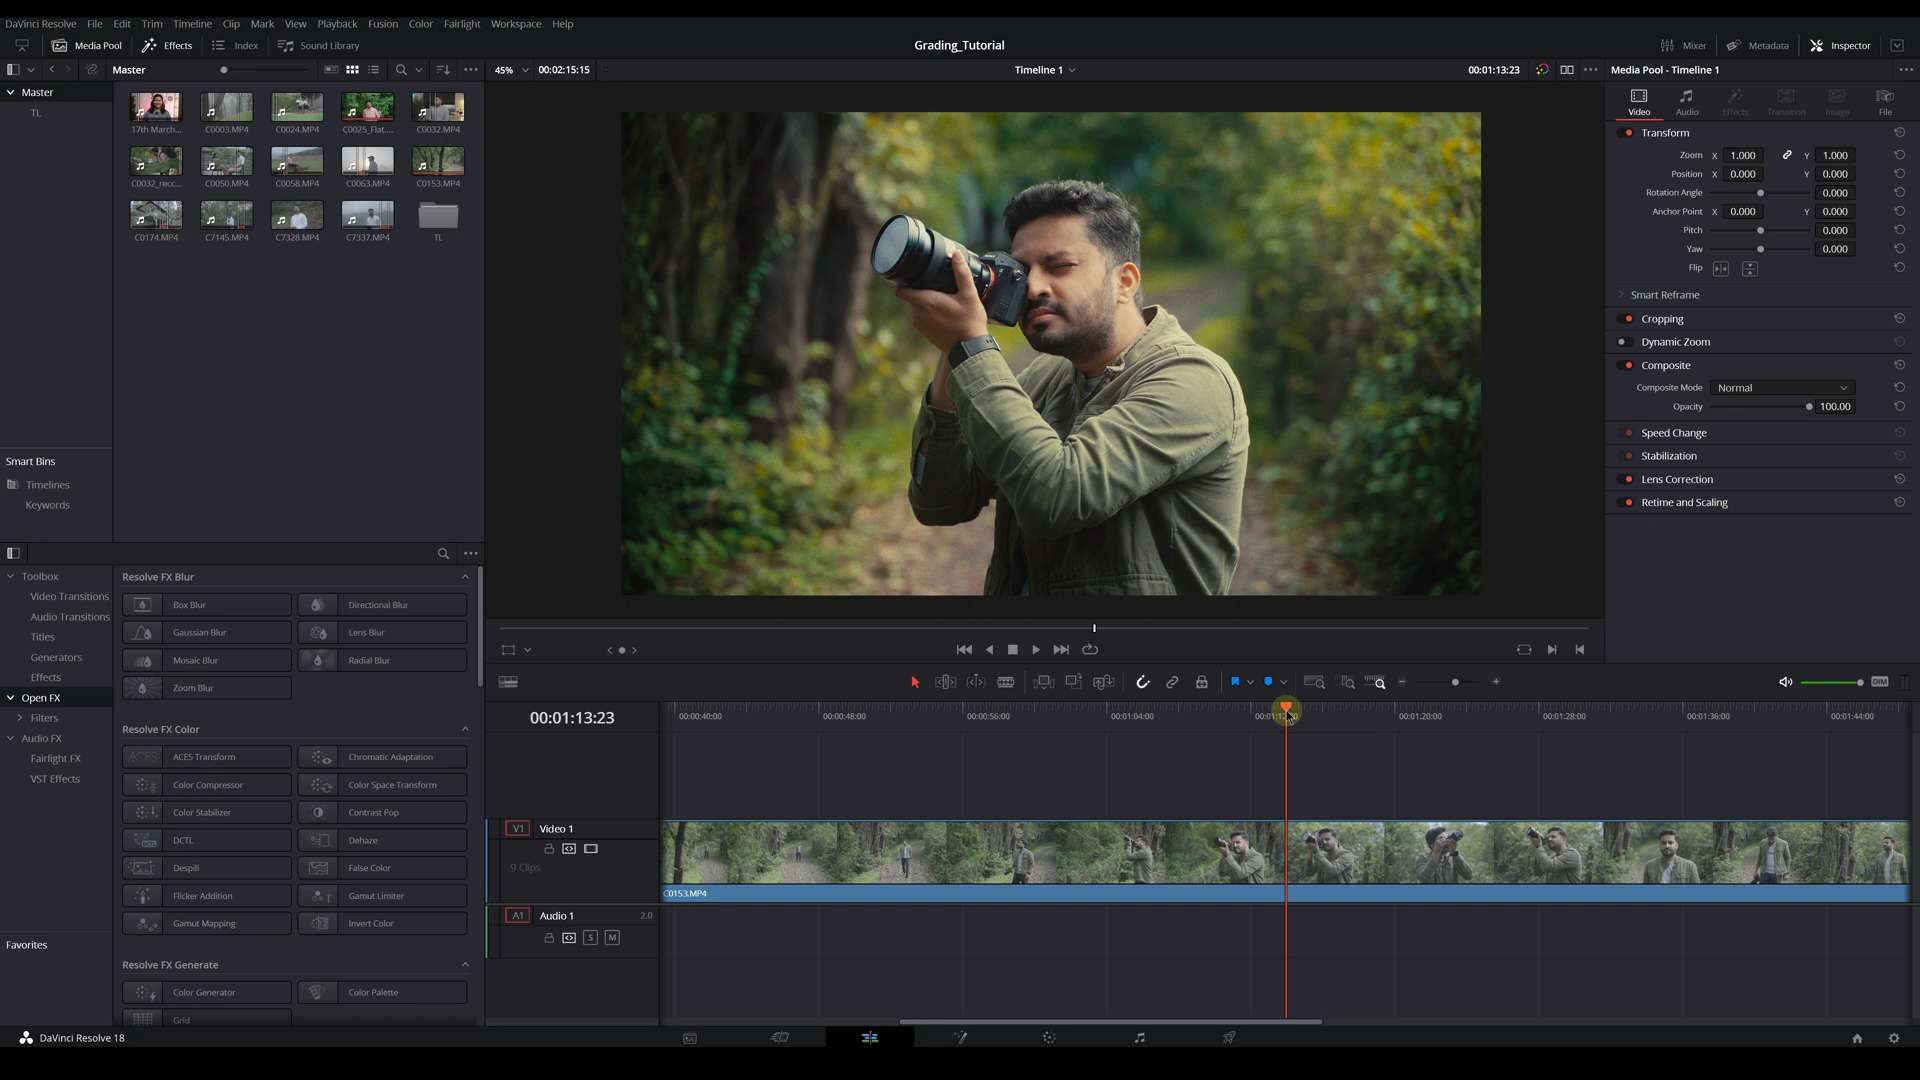 DaVinci Resolve File Edit Trim Timeline Clip Mark View Playback Fusion Color Fairlight Workspace Help
Media Pool Effects Index Sound Library Grading_Tutorial Mixer Metadata Inspector
Master 45% 00:02:15:15 Timeline 1 00:01:13:23 Media Pool - Timeline 1
Master
TL
17th March... C0003.MP4 C0024.MP4 C0025_Flat.... C0032.MP4
C0032_recc... C0050.MP4 C0058.MP4 C0063.MP4 C0153.MP4
C0174.MP4 C7145.MP4 C7328.MP4 C7337.MP4 TL
Smart Bins
Timelines
Keywords
Video Audio Effects Transition Image File
Transform
Zoom X 1.000 Y 1.000
Position X 0.000 Y 0.000
Rotation Angle 0.000
Anchor Point X 0.000 Y 0.000
Pitch 0.000
Yaw 0.000
Flip
Smart Reframe
Cropping
Dynamic Zoom
Composite
Composite Mode Normal
Opacity 100.00
Speed Change
Stabilization
Lens Correction
Retime and Scaling
Toolbox
Video Transitions
Audio Transitions
Titles
Generators
Effects
Open FX
Filters
Audio FX
Fairlight FX
VST Effects
Favorites
Resolve FX Blur
Box Blur Directional Blur
Gaussian Blur Lens Blur
Mosaic Blur Radial Blur
Zoom Blur
Resolve FX Color
ACES Transform Chromatic Adaptation
Color Compressor Color Space Transform
Color Stabilizer Contrast Pop
DCTL Dehaze
Despill False Color
Flicker Addition Gamut Limiter
Gamut Mapping Invert Color
Resolve FX Generate
Color Generator Color Palette
Grid
DIM
00:01:13:23 00:00:40:00 00:00:48:00 00:00:56:00 00:01:04:00 00:01:20:00 00:01:28:00 00:01:36:00 00:01:44:00
V1 Video 1
9 Clips
C0153.MP4
A1 Audio 1 2.0
S M
DaVinci Resolve 18